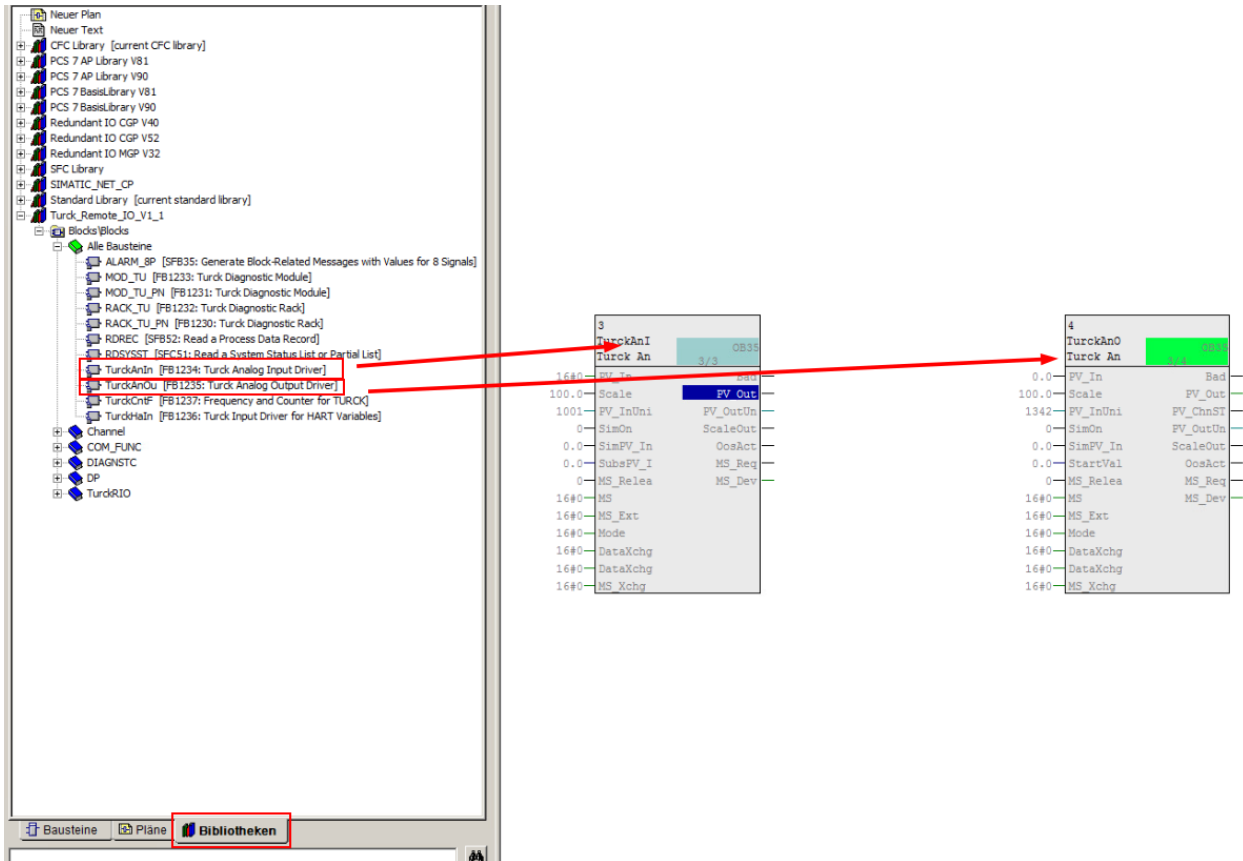 Neuer Plan
Neuer Text
CFC Library [current CFC library]
PCS 7 AP Library V81
PCS 7 AP Library V90
PCS 7 BasisLibrary V81
PCS 7 BasisLibrary V90
Redundant IO CGP V40
Redundant IO CGP V52
Redundant IO MGP V32
SFC Library
SIMATIC_NET_CP
Standard Library [current standard library]
Turck_Remote_IO_V1_1
Blocks\Blocks
Alle Bausteine
ALARM_8P [SFB35: Generate Block-Related Messages with Values for 8 Signals]
MOD_TU [FB1233: Turck Diagnostic Module]
MOD_TU_PN [FB1231: Turck Diagnostic Module]
RACK_TU [FB1232: Turck Diagnostic Rack]
RACK_TU_PN [FB1230: Turck Diagnostic Rack]
RDREC [SFB52: Read a Process Data Record]
RDSYSST [SFC51: Read a System Status List or Partial List]
TurckAnIn [FB1234: Turck Analog Input Driver]
TurckAnOu [FB1235: Turck Analog Output Driver]
TurckCntF [FB1237: Frequency and Counter for TURCK]
TurckHaIn [FB1236: Turck Input Driver for HART Variables]
Channel
COM_FUNC
DIAGNSTC
DP
TurckRIO
Bausteine Pläne Bibliotheken
3
TurckAnI OB35
Turck An 3/3
16#0 PV_In Bad
100.0 Scale PV_Out
1001 PV_InUni PV_OutUn
0 SimOn ScaleOut
0.0 SimPV_In OosAct
0.0 SubsPV_I MS_Req
0 MS_Relea MS_Dev
16#0 MS
16#0 MS_Ext
16#0 Mode
16#0 DataXchg
16#0 DataXchg
16#0 MS_Xchg
4
TurckAnO OB35
Turck An 3/4
0.0 PV_In Bad
100.0 Scale PV_Out
1342 PV_InUni PV_ChnST
0 SimOn PV_OutUn
0.0 SimPV_In ScaleOut
0.0 StartVal OosAct
0 MS_Relea MS_Req
16#0 MS MS_Dev
16#0 MS_Ext
16#0 Mode
16#0 DataXchg
16#0 DataXchg
16#0 MS_Xchg